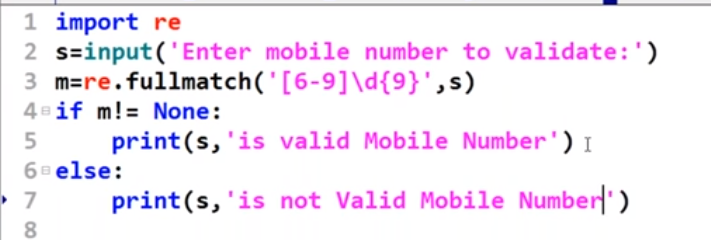 1 import re
2 s=input('Enter mobile number to validate:')
3 m=re.fullmatch('[6-9]\d{9}',s)
4 if m!= None:
5     print(s,'is valid Mobile Number')
6 else:
7     print(s,'is not Valid Mobile Number')
8